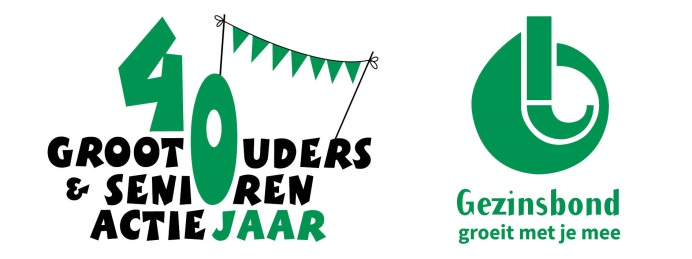 40
GROOTOUDERS
& SENIOREN
ACTIEJAAR
Gezinsbond
groeit met je mee